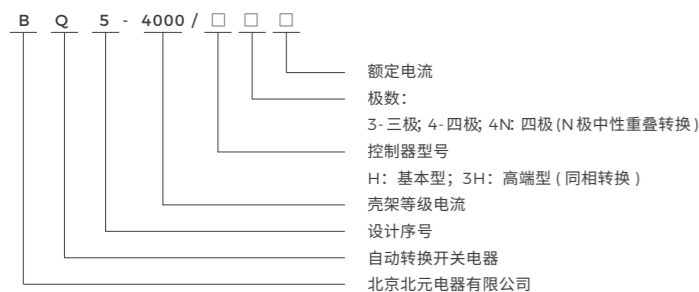 B Q 5 - 4000 / □ □ □
额定电流
极数：
3-三极; 4-四极; 4N: 四极(N极中性重叠转换)
控制器型号
H：基本型；3H：高端型(同相转换)
壳架等级电流
设计序号
自动转换开关电器
北京北元电器有限公司